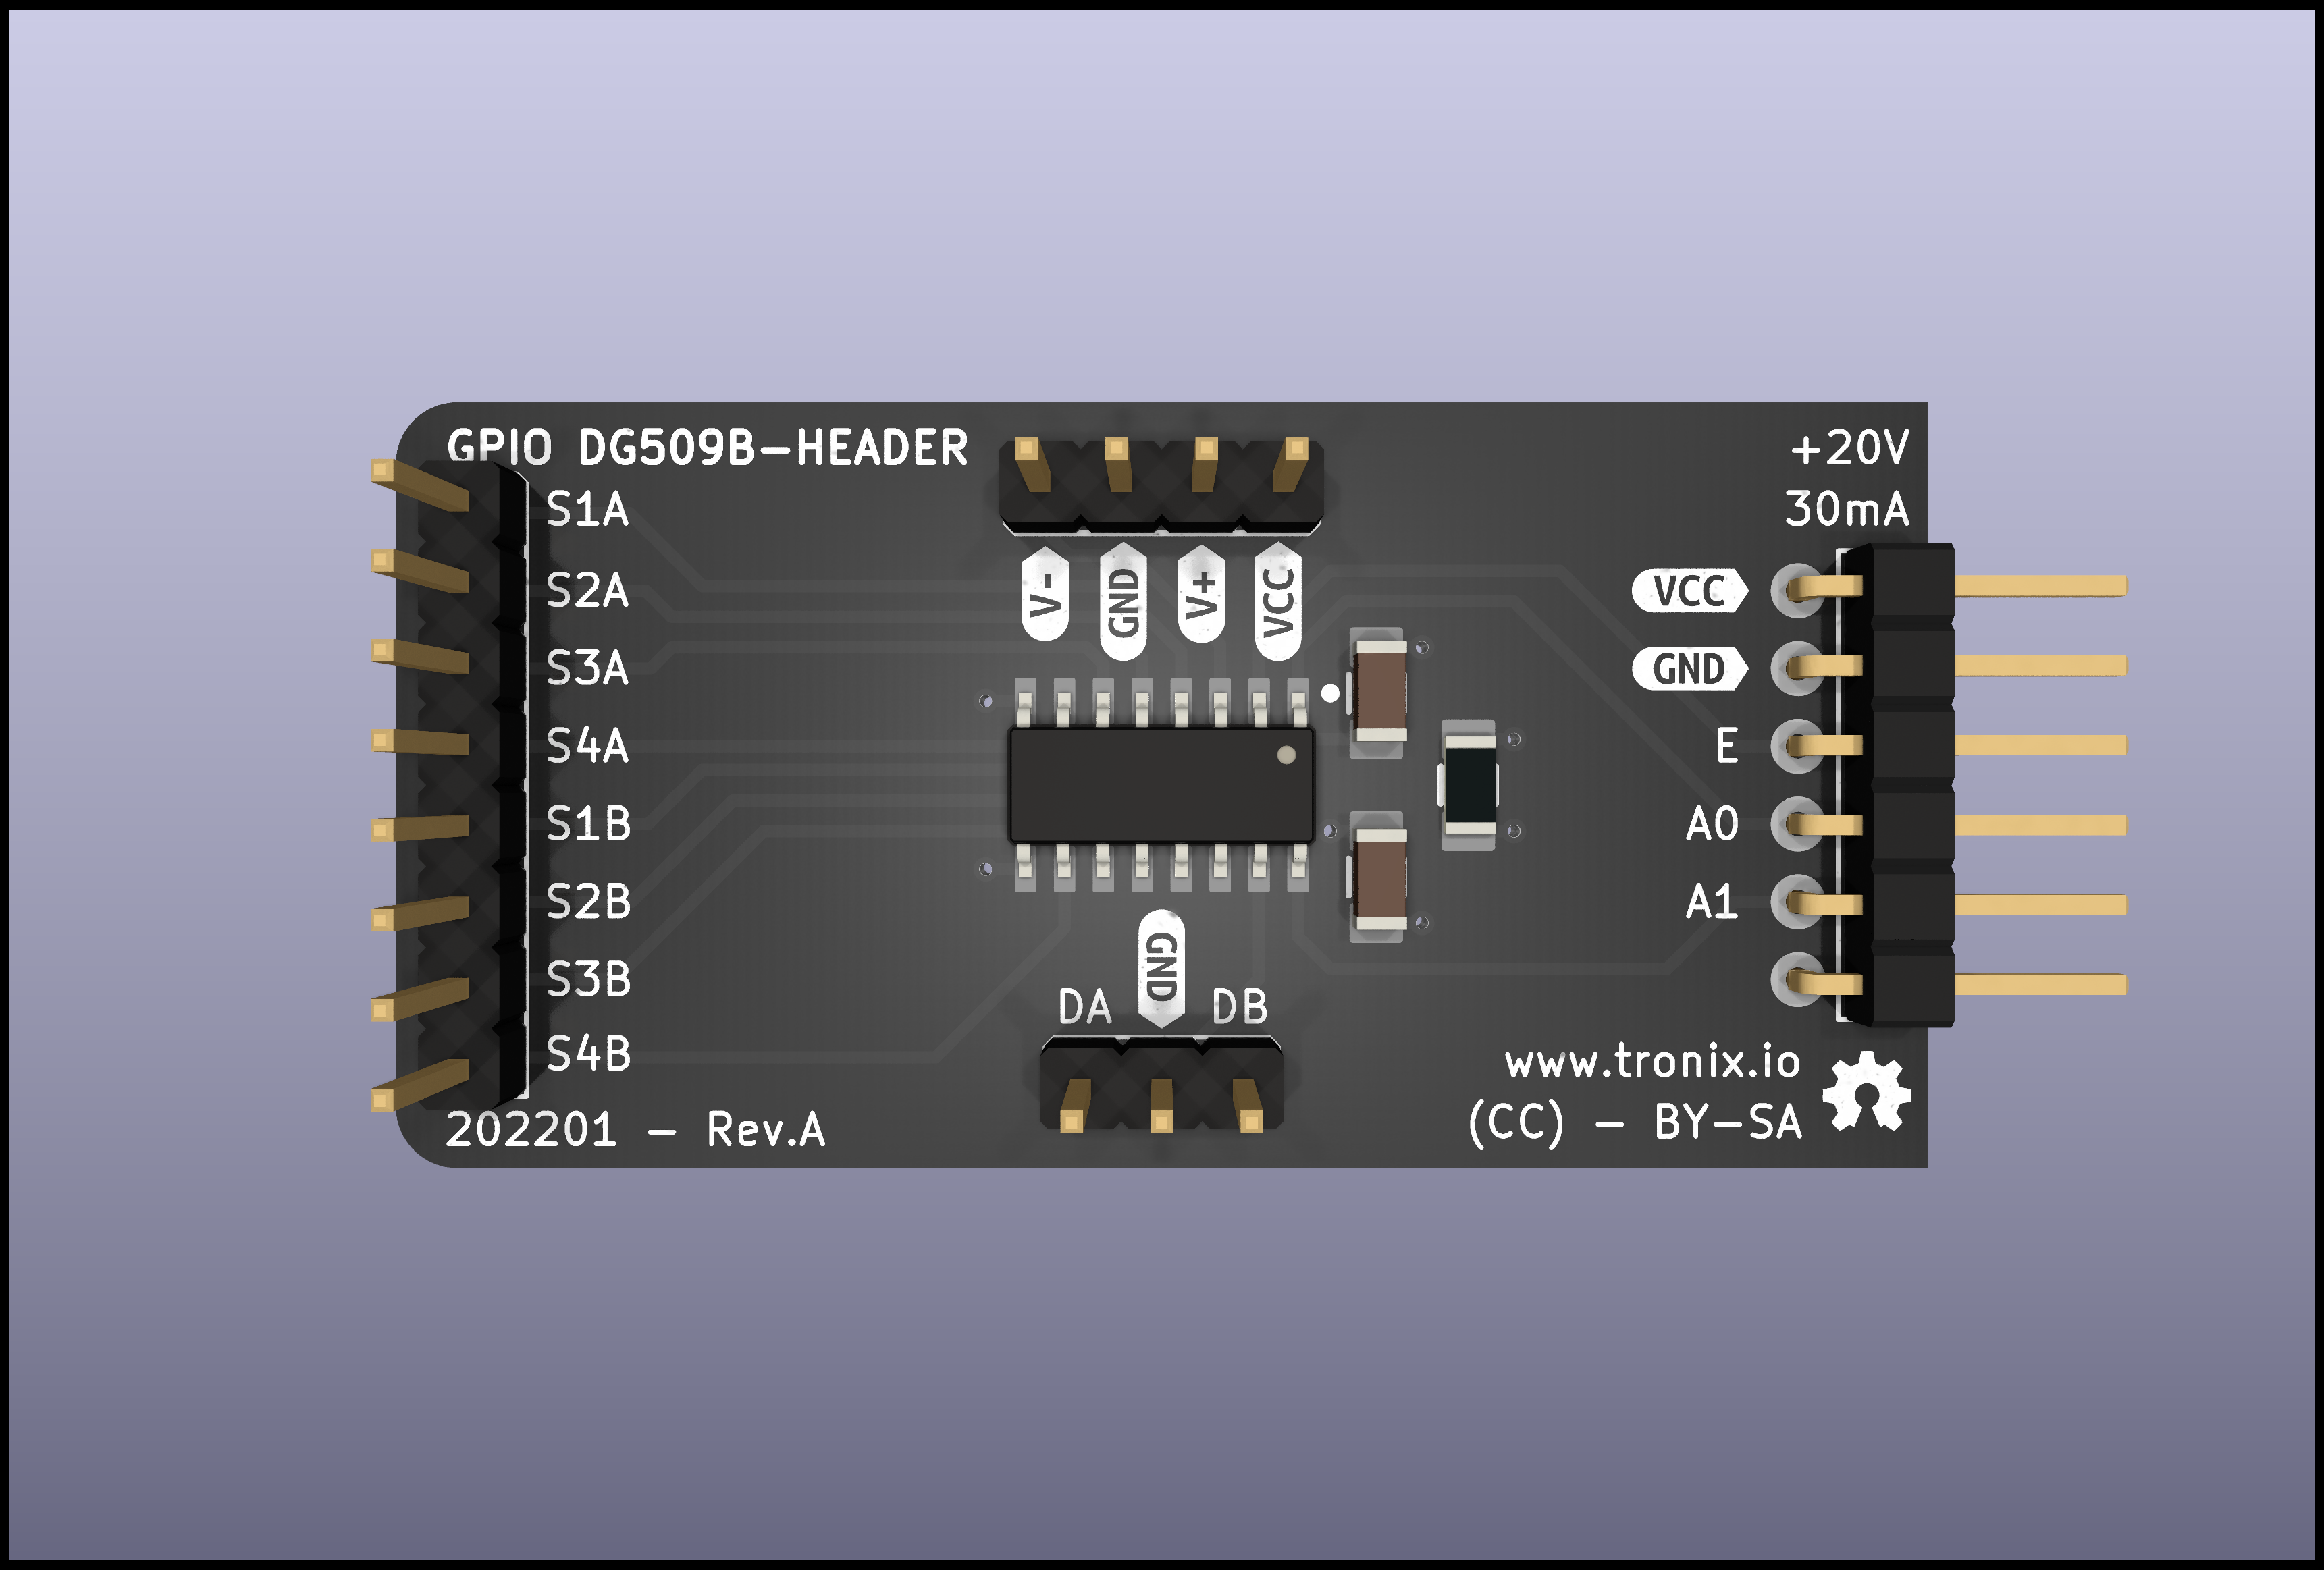 GPIO DG509B-HEADER
+20V
30mA
S1A
S2A
S3A
S4A
S1B
S2B
S3B
S4B
V-
GND
V+
VCC
VCC
GND
E
A0
A1
GND
DA
DB
202201 - Rev.A
www.tronix.io
(CC) - BY-SA